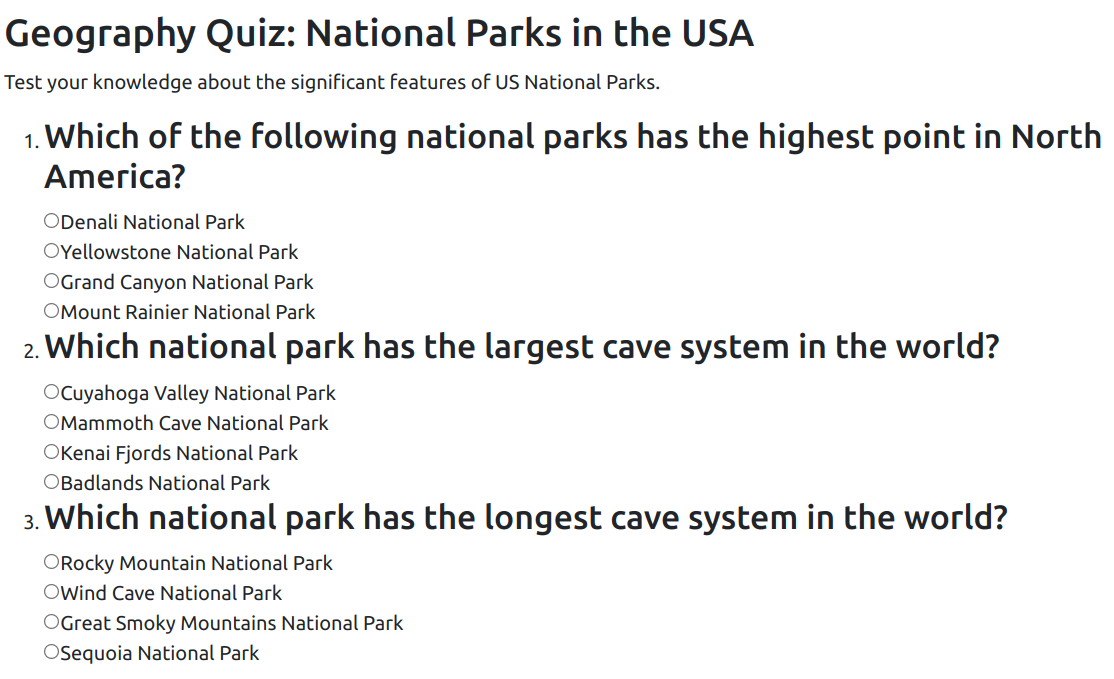 Geography Quiz: National Parks in the USA
Test your knowledge about the significant features of US National Parks.
1. Which of the following national parks has the highest point in North
America?
Denali National Park
Yellowstone National Park
Grand Canyon National Park
Mount Rainier National Park
2. Which national park has the largest cave system in the world?
Cuyahoga Valley National Park
Mammoth Cave National Park
Kenai Fjords National Park
Badlands National Park
3. Which national park has the longest cave system in the world?
Rocky Mountain National Park
Wind Cave National Park
Great Smoky Mountains National Park
Sequoia National Park